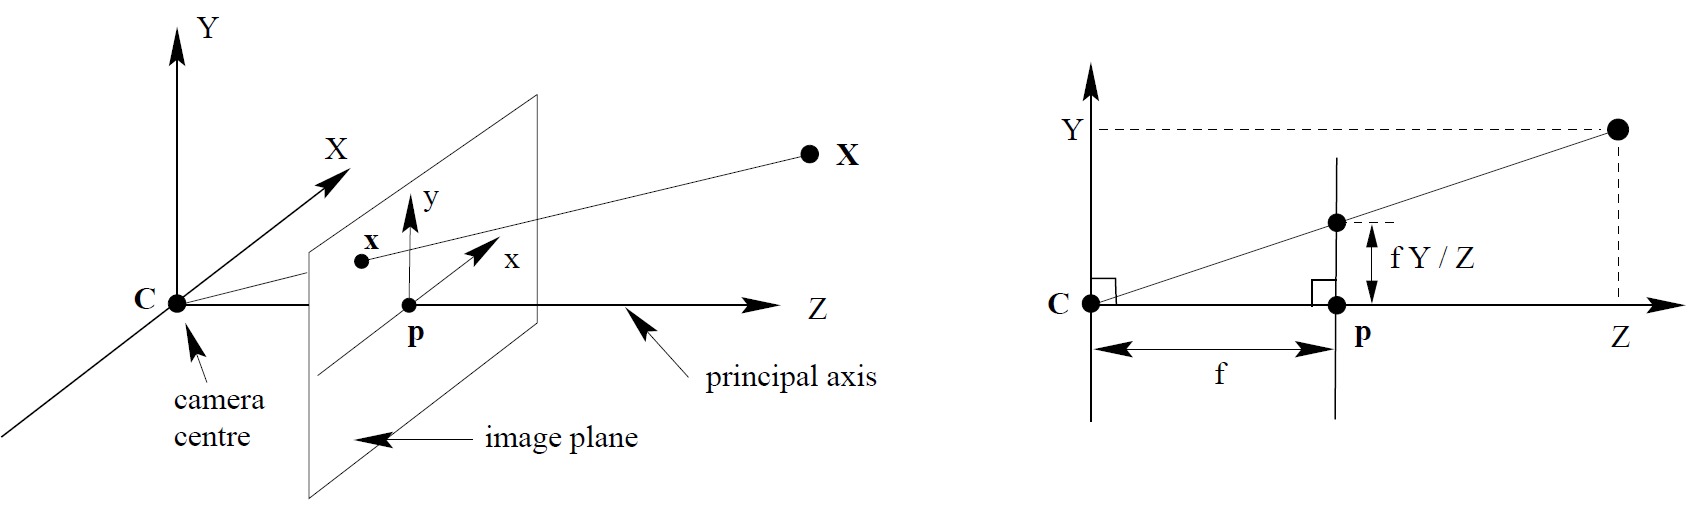 Y
X
X
y
x
x
C
p
Z
principal axis
camera
centre
image plane
Y
f Y / Z
C
p
Z
f